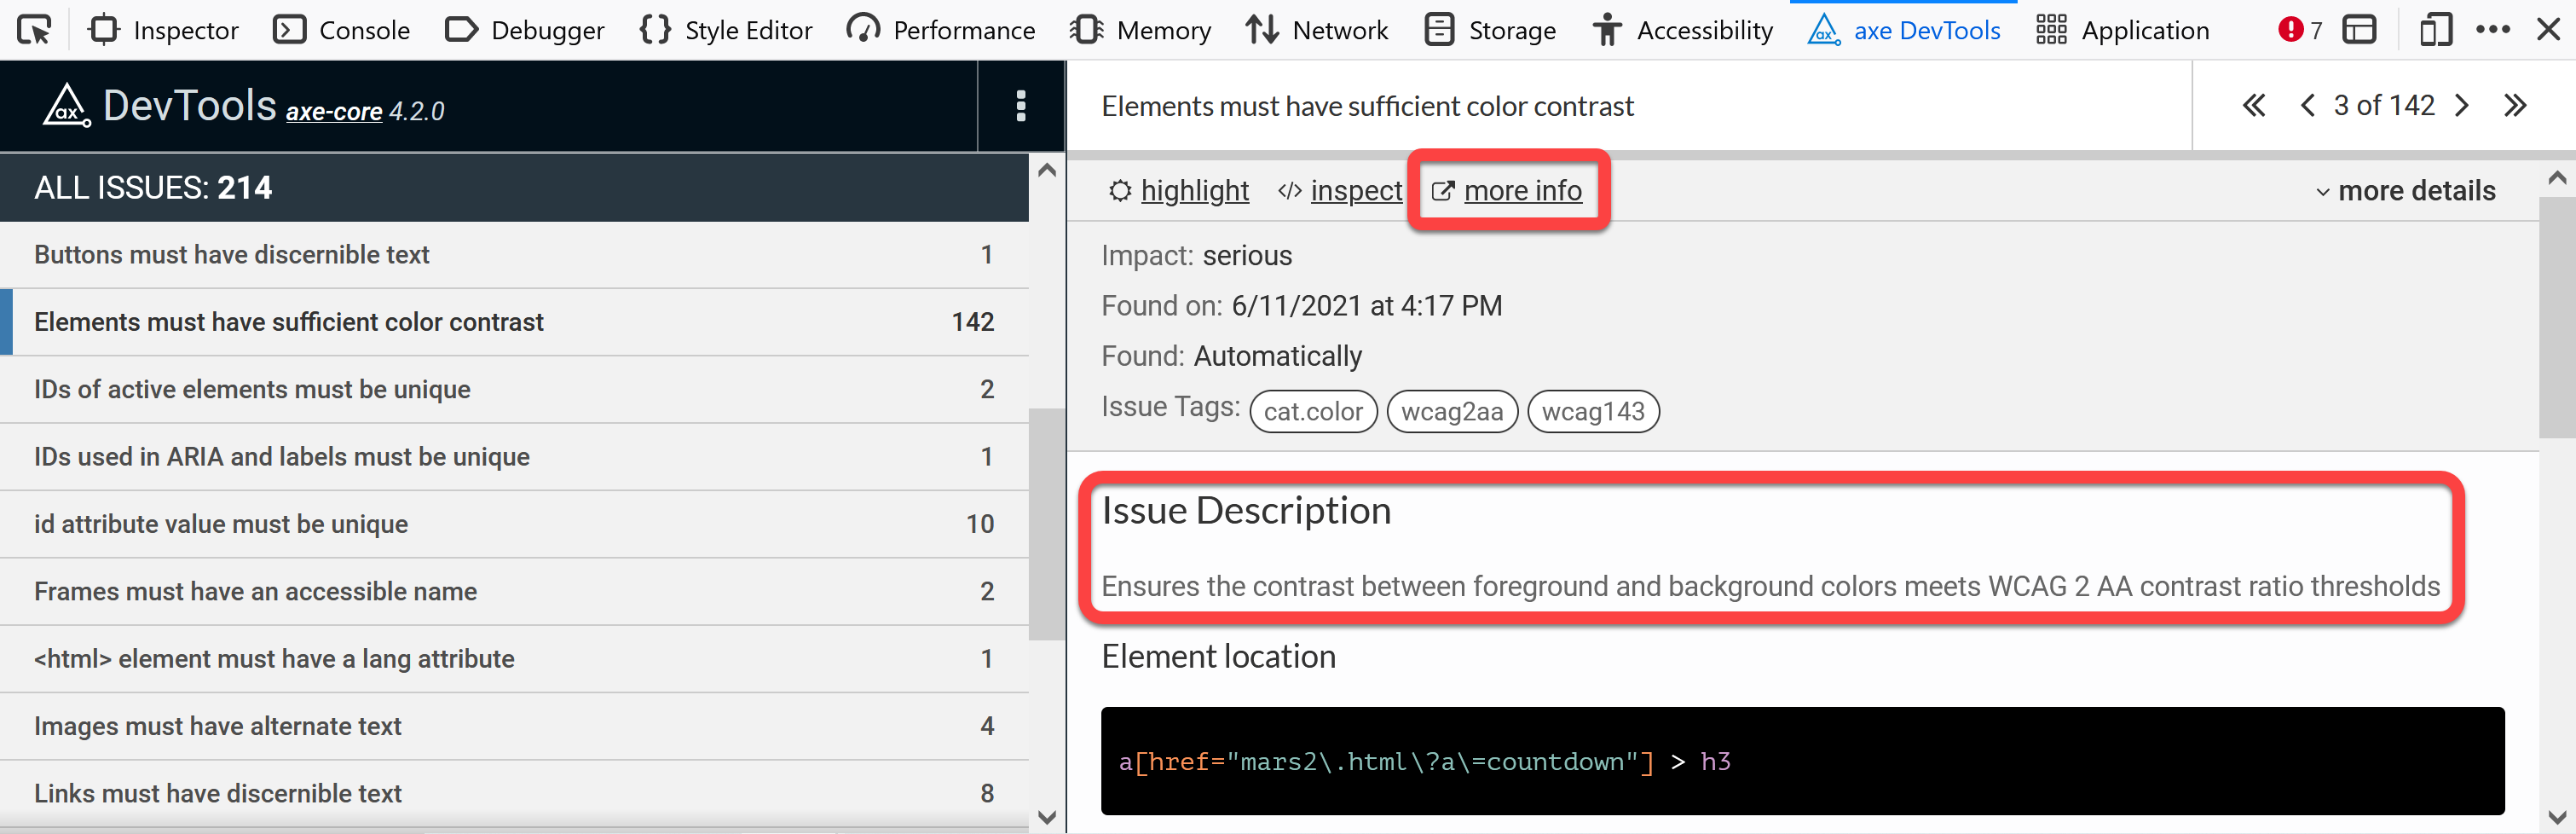 Inspector Console Debugger {} Style Editor Performance Memory Network Storage Accessibility axe DevTools Application 7
DevTools axe-core 4.2.0
ALL ISSUES: 214
Buttons must have discernible text 1
Elements must have sufficient color contrast 142
IDs of active elements must be unique 2
IDs used in ARIA and labels must be unique 1
id attribute value must be unique 10
Frames must have an accessible name 2
<html> element must have a lang attribute 1
Images must have alternate text 4
Links must have discernible text 8
Elements must have sufficient color contrast
3 of 142
highlight </> inspect more info more details
Impact: serious
Found on: 6/11/2021 at 4:17 PM
Found: Automatically
Issue Tags: cat.color wcag2aa wcag143
Issue Description
Ensures the contrast between foreground and background colors meets WCAG 2 AA contrast ratio thresholds
Element location
a[href="mars2\.html\?a\=countdown"] > h3